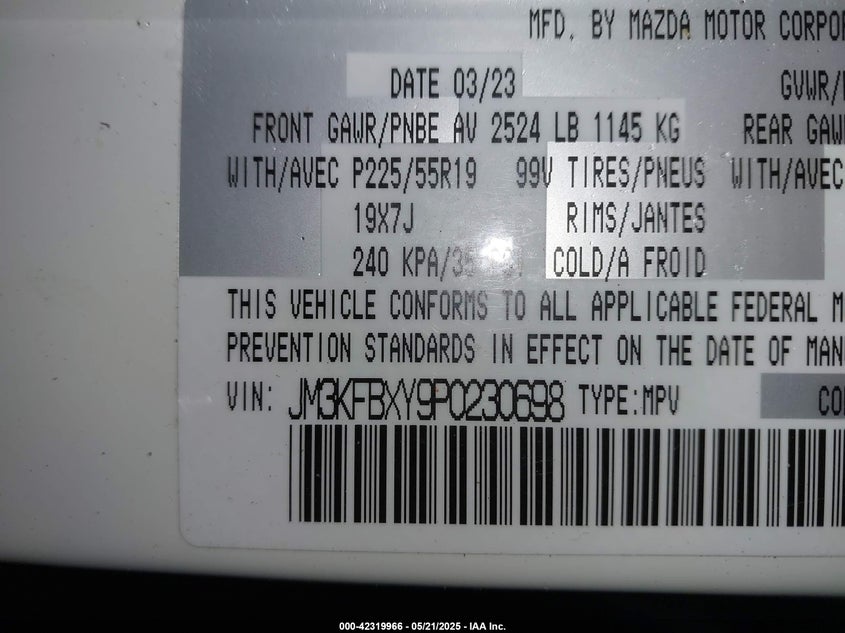 MFD. BY MAZDA MOTOR CORPOR
DATE 03/23 GVWR/
FRONT GAWR/PNBE AV 2524 LB 1145 KG REAR GAW
WITH/AVEC P225/55R19 99V TIRES/PNEUS WITH/AVEC
19X7J RIMS/JANTES
240 KPA/35 COLD/A FROID
THIS VEHICLE CONFORMS TO ALL APPLICABLE FEDERAL M
PREVENTION STANDARDS IN EFFECT ON THE DATE OF MAN
VIN: JM3KFBXY9P0230698 TYPE:MPV CO
000-42319966 - 05/21/2025 - IAA Inc.